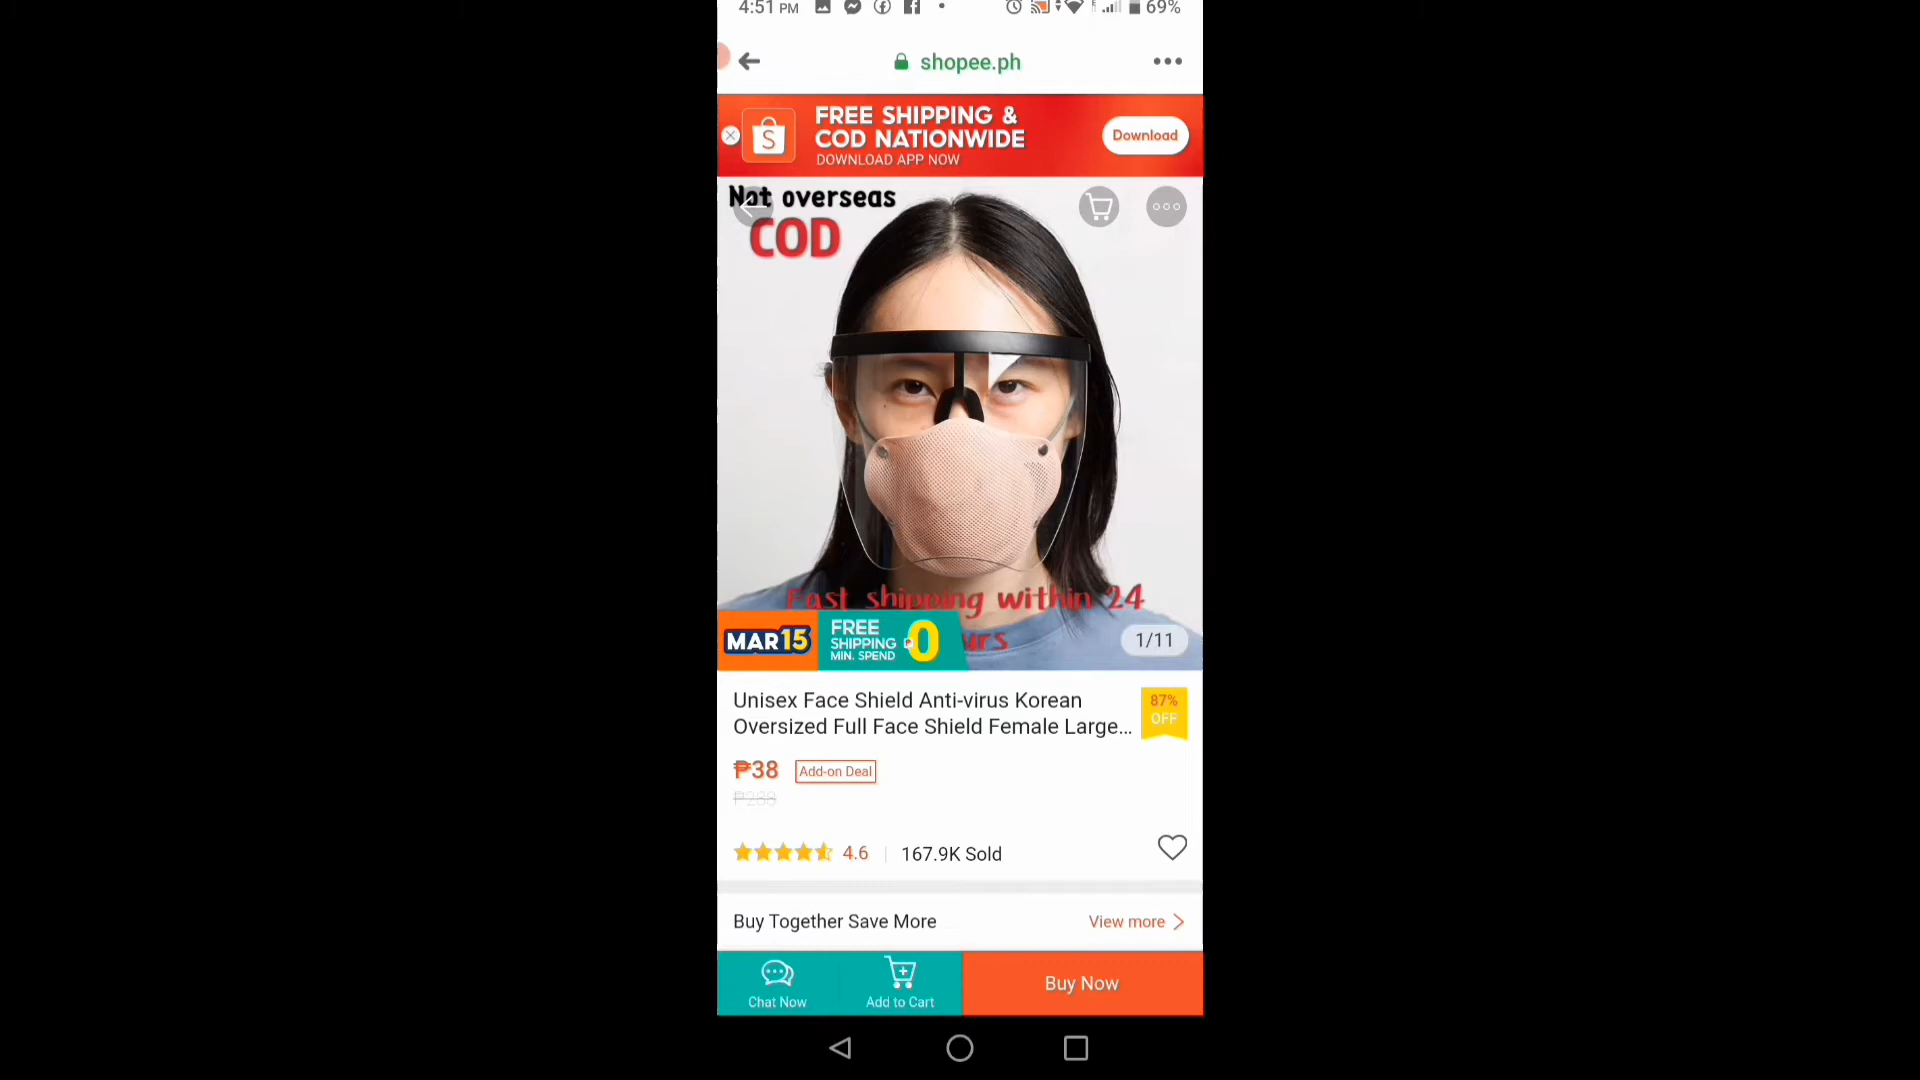 4:51 PM
69%
shopee.ph
FREE SHIPPING &
COD NATIONWIDE
DOWNLOAD APP NOW
Download
Not overseas
COD
Fast shipping within 24
MAR 15
FREE
SHIPPING
MIN. SPEND
₱0
1/11
Unisex Face Shield Anti-virus Korean
Oversized Full Face Shield Female Large...
87%
OFF
₱38
Add-on Deal
4.6
167.9K Sold
Buy Together Save More
View more
Chat Now
Add to Cart
Buy Now